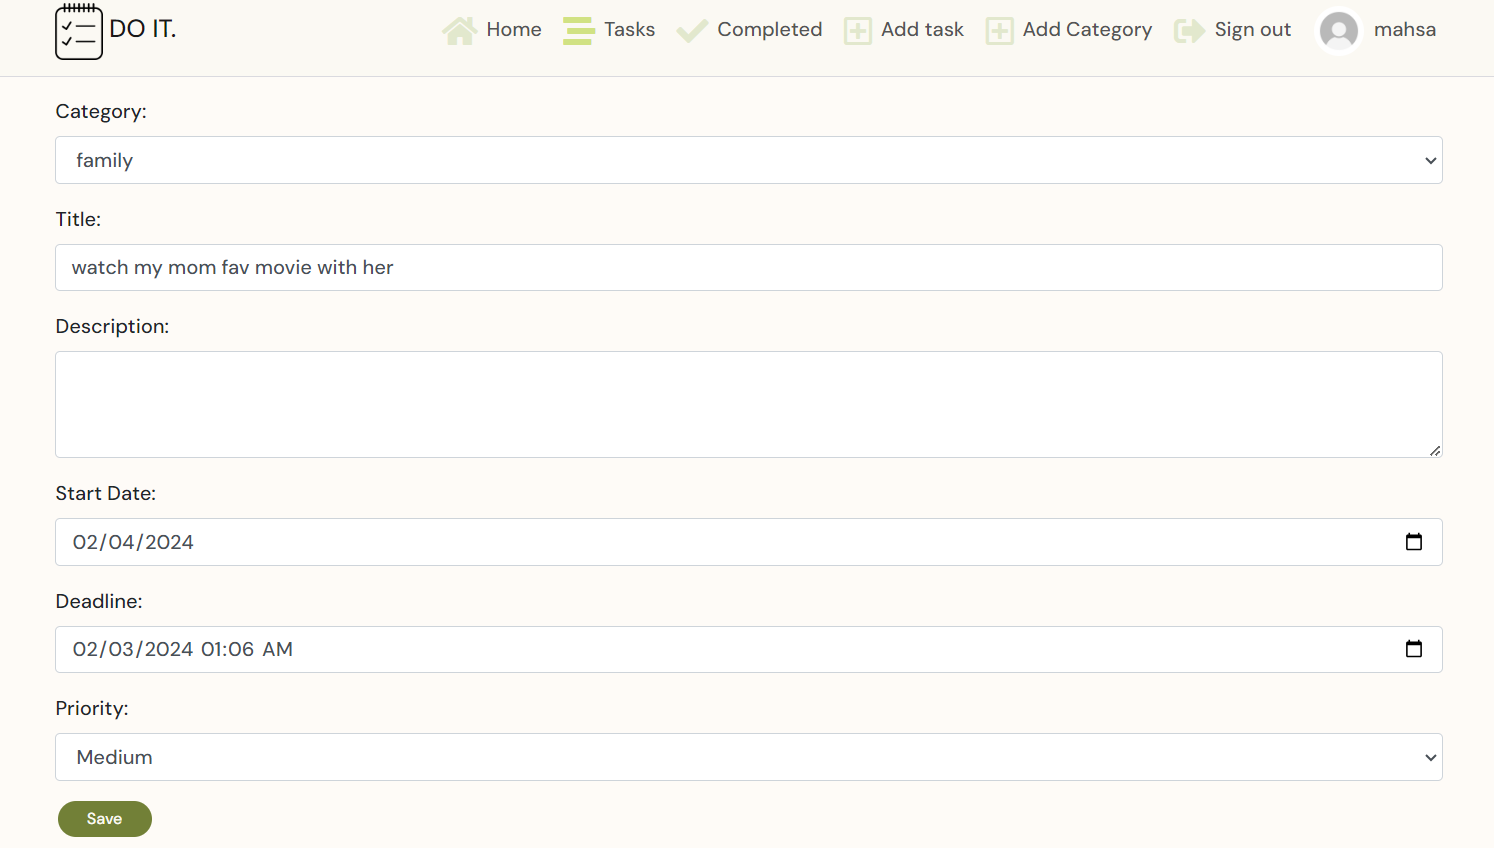 DO IT. Home Tasks Completed Add task Add Category Sign out mahsa
Category:
family
Title:
watch my mom fav movie with her
Description:
Start Date:
02/04/2024
Deadline:
02/03/2024 01:06 AM
Priority:
Medium
Save